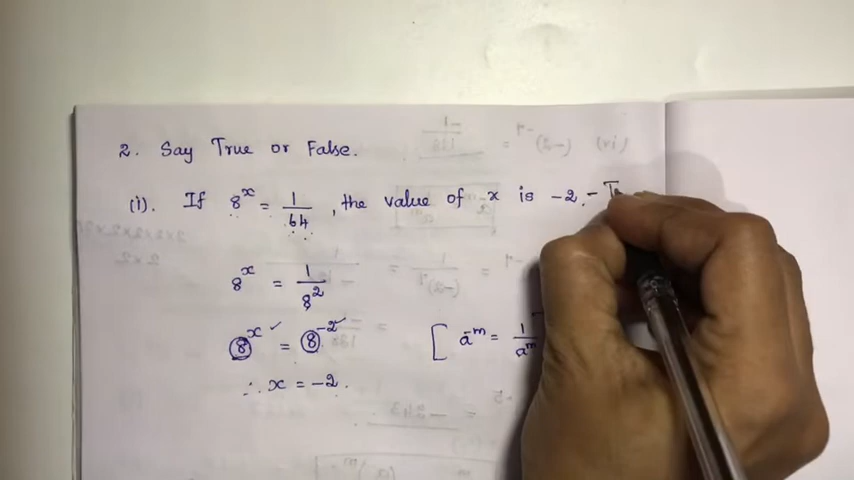 2. Say True or False.
(i). If 8^x = 1/64, the value of x is -2. -
8^x = 1/8^2
8^x ✓ = 8^-2 ✓ [ a^-m = 1/a^m
∴ x = -2.